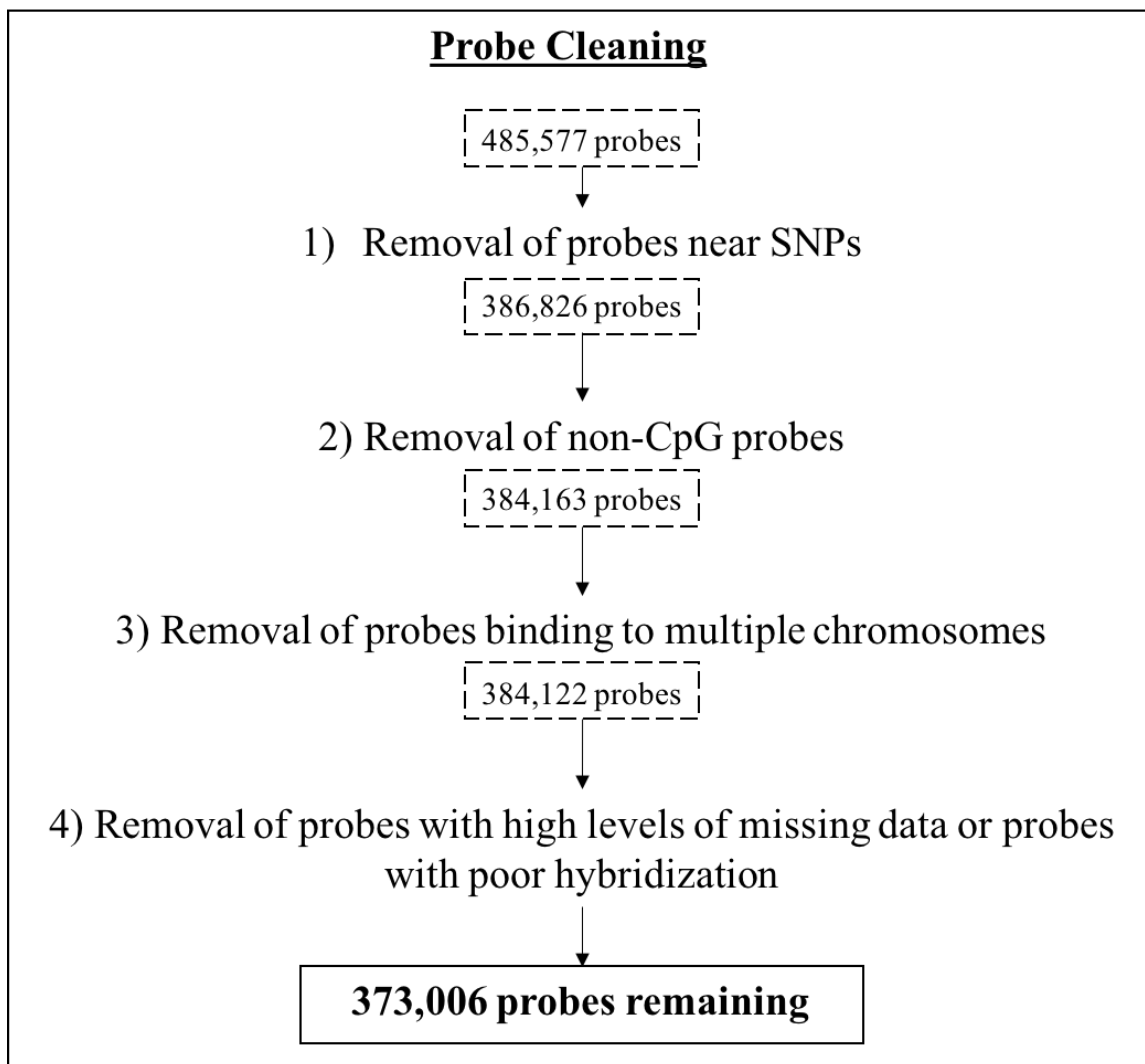 Probe Cleaning
485,577 probes
1) Removal of probes near SNPs
386,826 probes
2) Removal of non-CpG probes
384,163 probes
3) Removal of probes binding to multiple chromosomes
384,122 probes
4) Removal of probes with high levels of missing data or probes
with poor hybridization
373,006 probes remaining